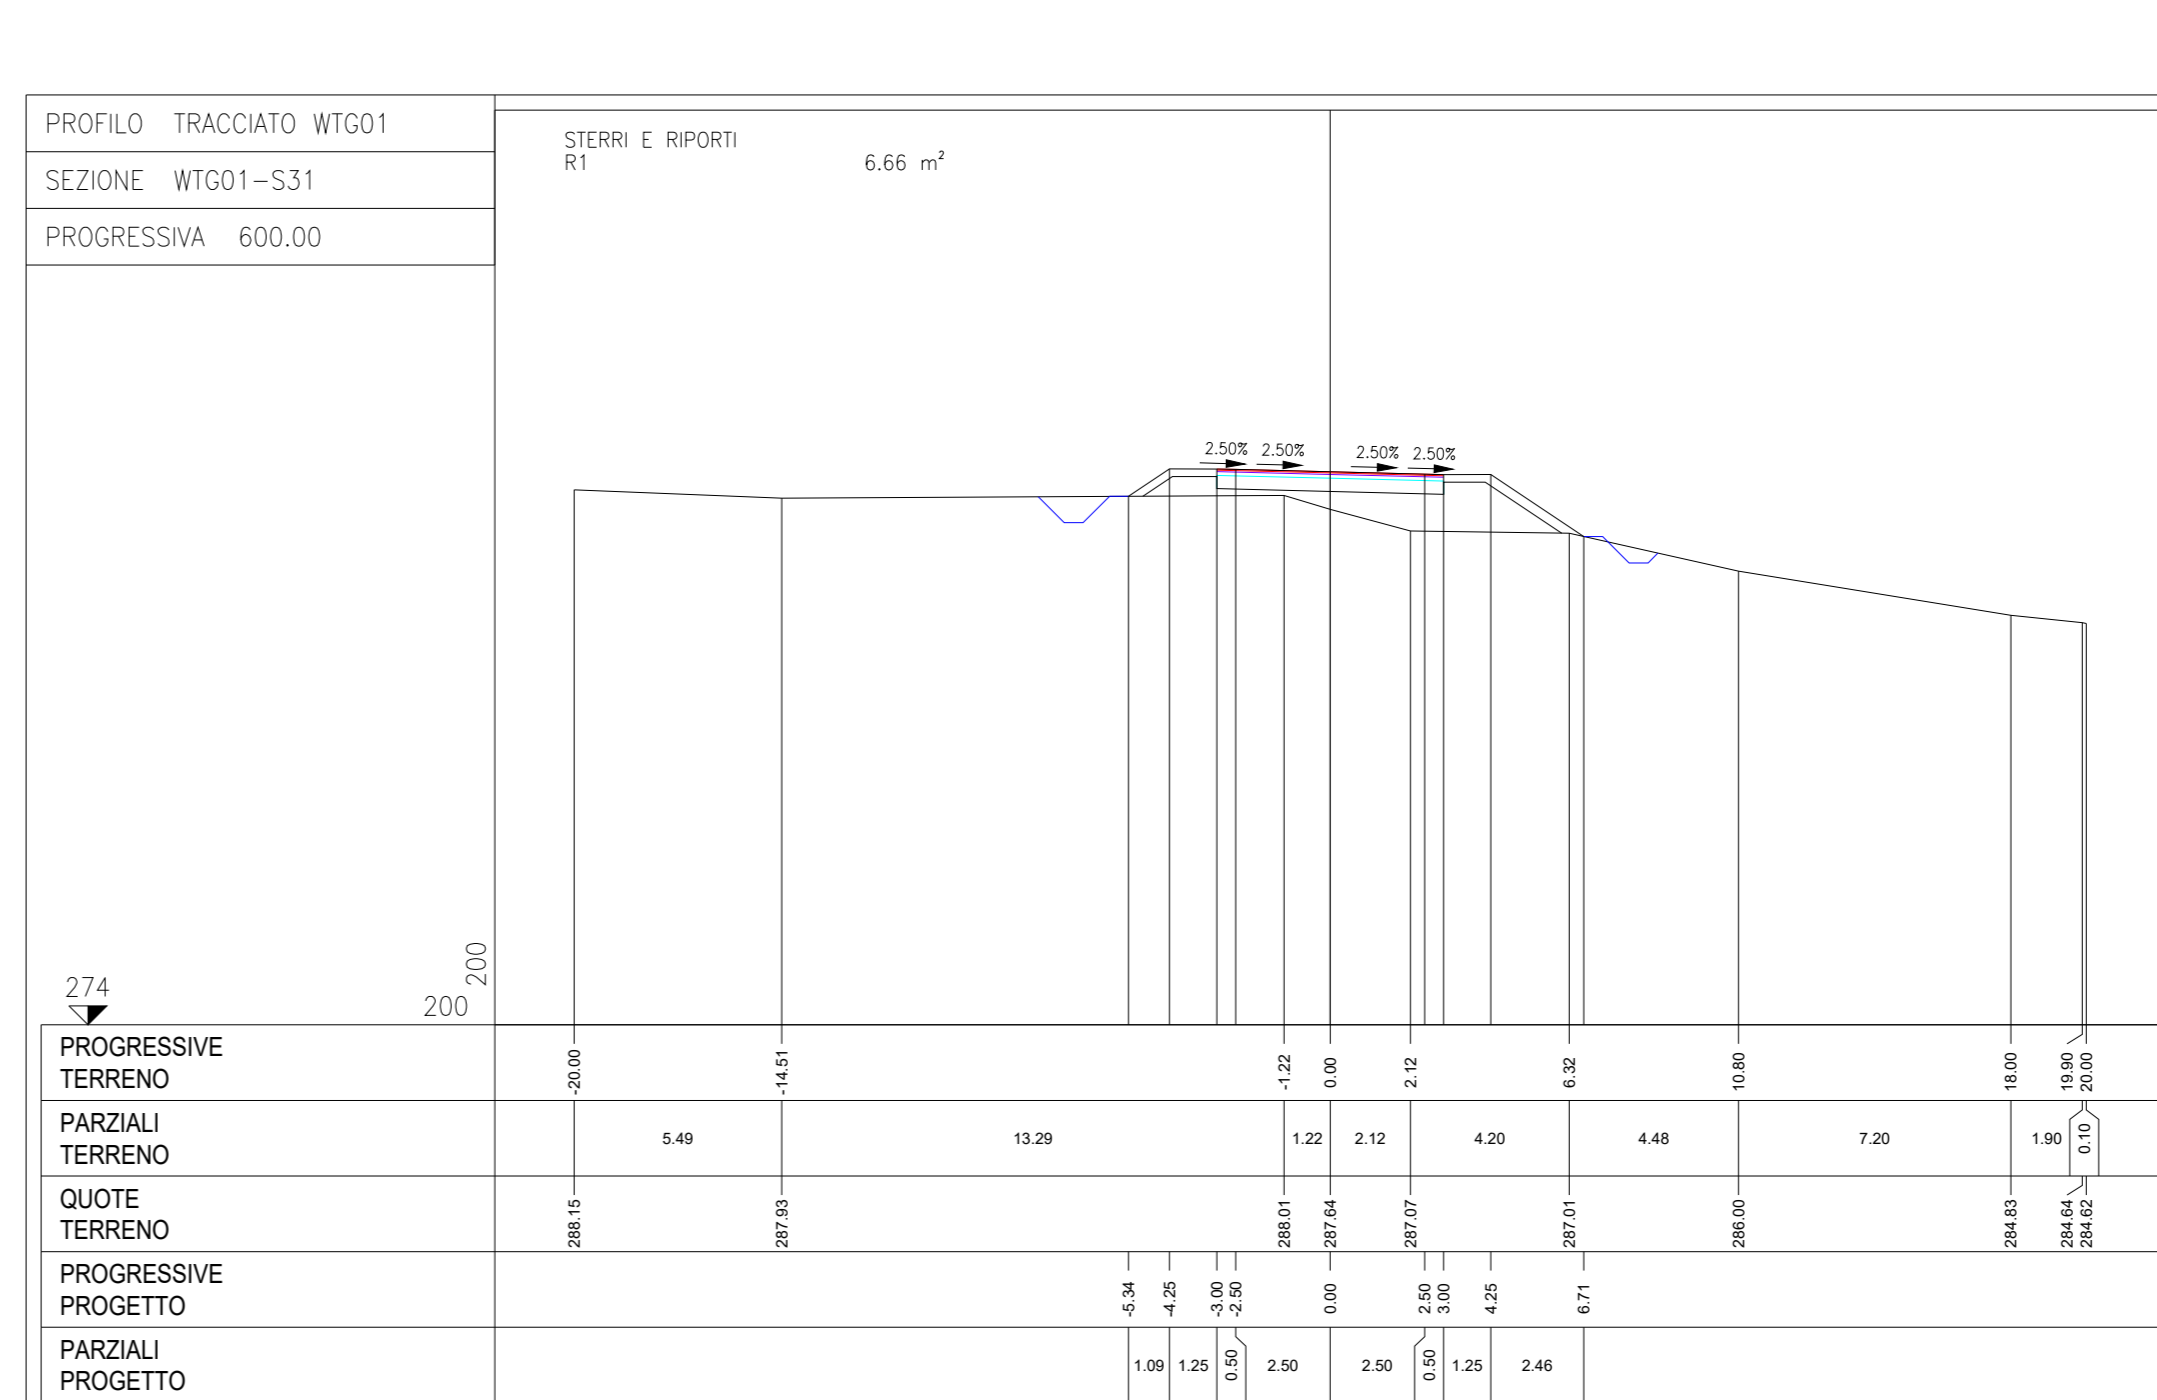 PROFILO TRACCIATO WTG01
SEZIONE WTG01-S31
PROGRESSIVA 600.00
STERRI E RIPORTI
R1 6.66 m²
2.50% 2.50% 2.50% 2.50%
274
200
200
PROGRESSIVE
TERRENO
-20.00 -14.51 -1.22 0.00 2.12 6.32 10.80 18.00 19.90 20.00
PARZIALI
TERRENO
5.49 13.29 1.22 2.12 4.20 4.48 7.20 1.90 0.10
QUOTE
TERRENO
288.15 287.93 288.01 287.64 287.07 287.01 286.00 284.83 284.64 284.62
PROGRESSIVE
PROGETTO
-5.34 -4.25 -3.00 -2.50 0.00 2.50 3.00 4.25 6.71
PARZIALI
PROGETTO
1.09 1.25 0.50 2.50 2.50 0.50 1.25 2.46